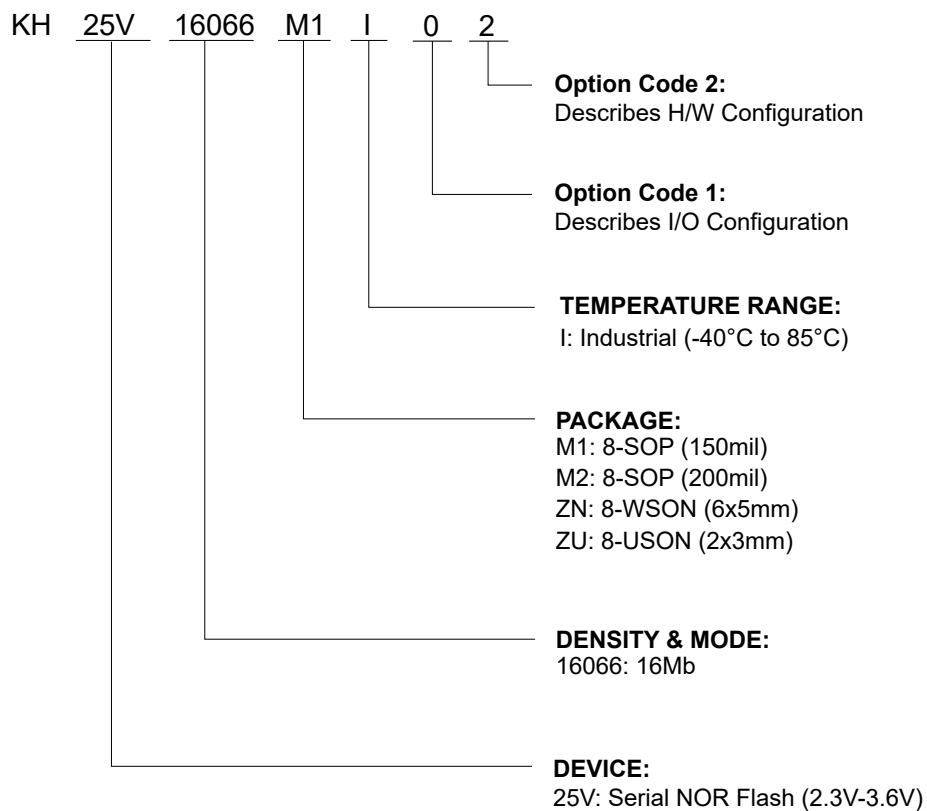 KH 25V 16066 M1 I 0 2
Option Code 2:
Describes H/W Configuration
Option Code 1:
Describes I/O Configuration
TEMPERATURE RANGE:
I: Industrial (-40°C to 85°C)
PACKAGE:
M1: 8-SOP (150mil)
M2: 8-SOP (200mil)
ZN: 8-WSON (6x5mm)
ZU: 8-USON (2x3mm)
DENSITY & MODE:
16066: 16Mb
DEVICE:
25V: Serial NOR Flash (2.3V-3.6V)